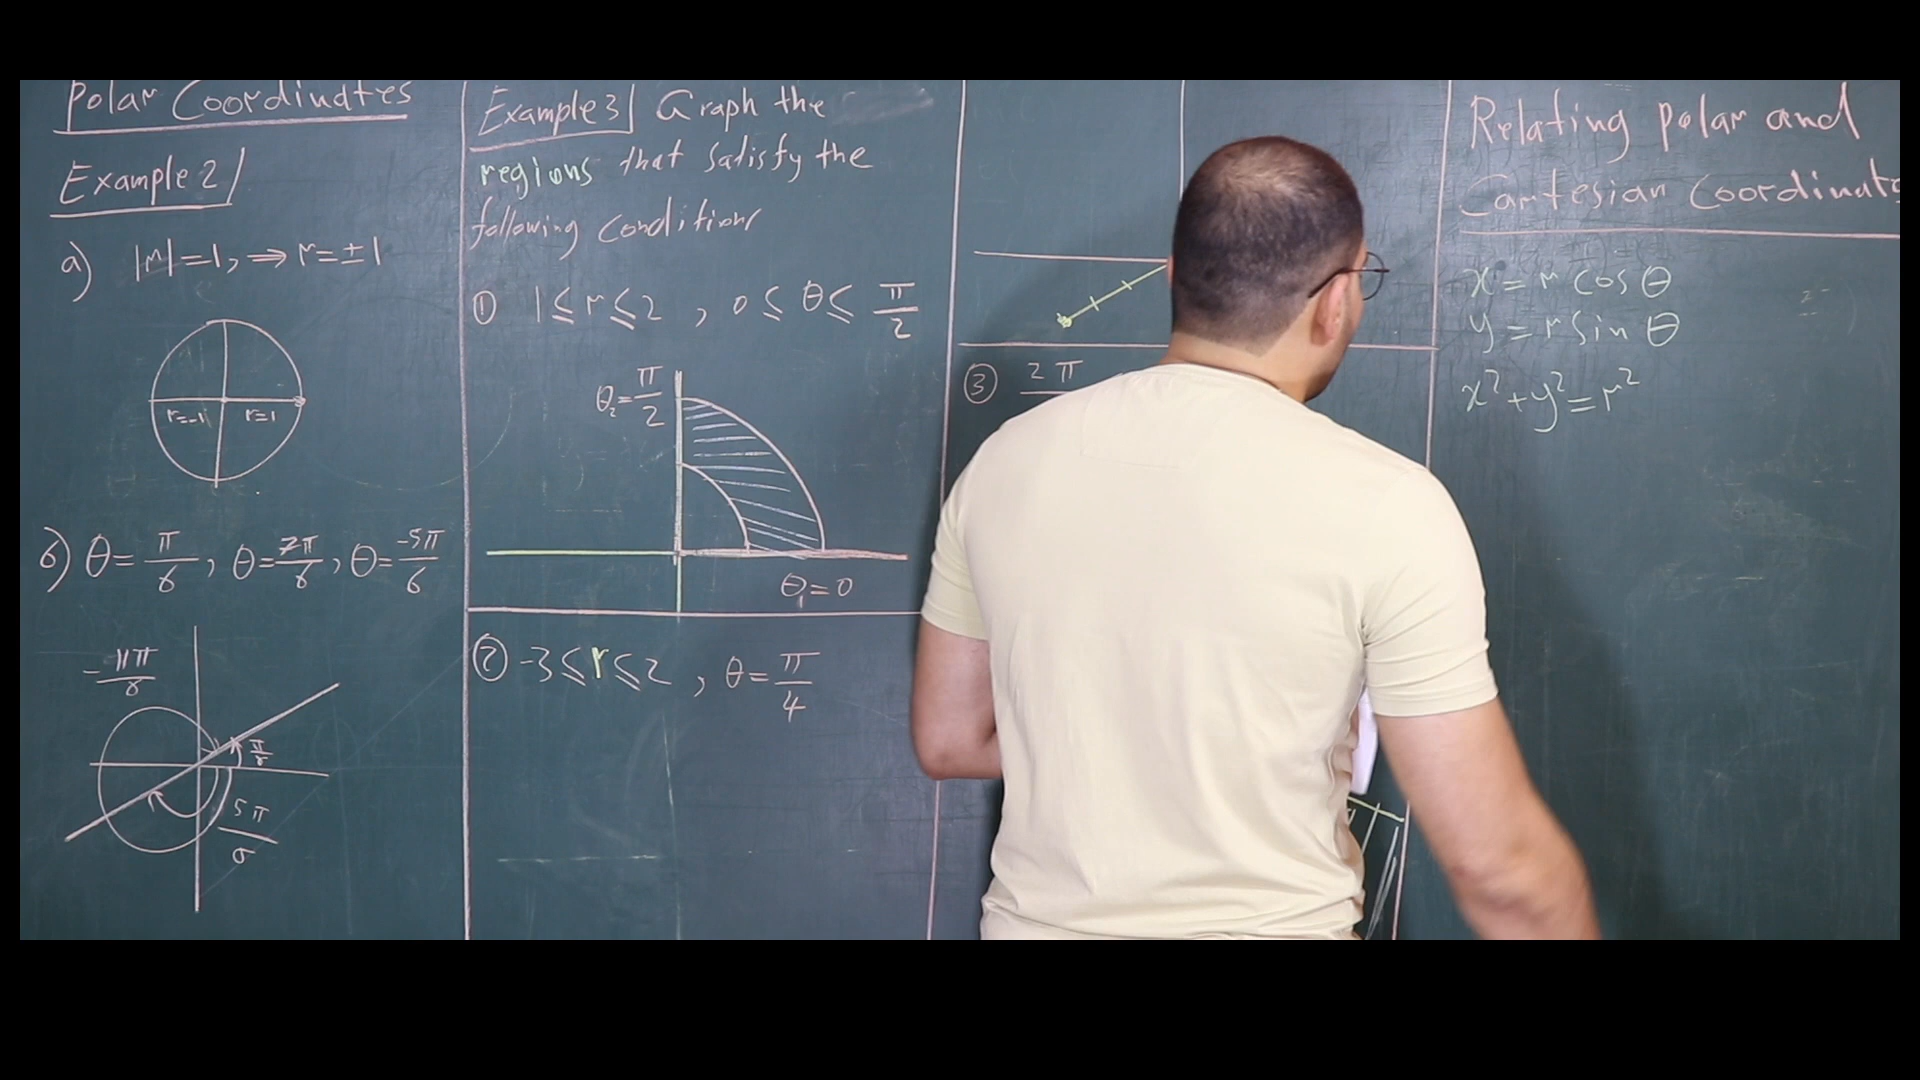 Polar Coordinates
Example 2
a) |r|=1, ⇒ r=±1
r=-1 r=1
b) θ=π/6, θ=7π/6, θ=-5π/6
-11π/6
π/6
5π/6
Example 3 Graph the
regions that satisfy the
following conditions
① 1≤r≤2, 0≤θ≤π/2
θ₂=π/2
θ₁=0
② -3≤r≤2, θ=π/4
③ 2π
Relating Polar and
Cartesian Coordinat
x=r cos θ
y=r sin θ
x²+y²=r²